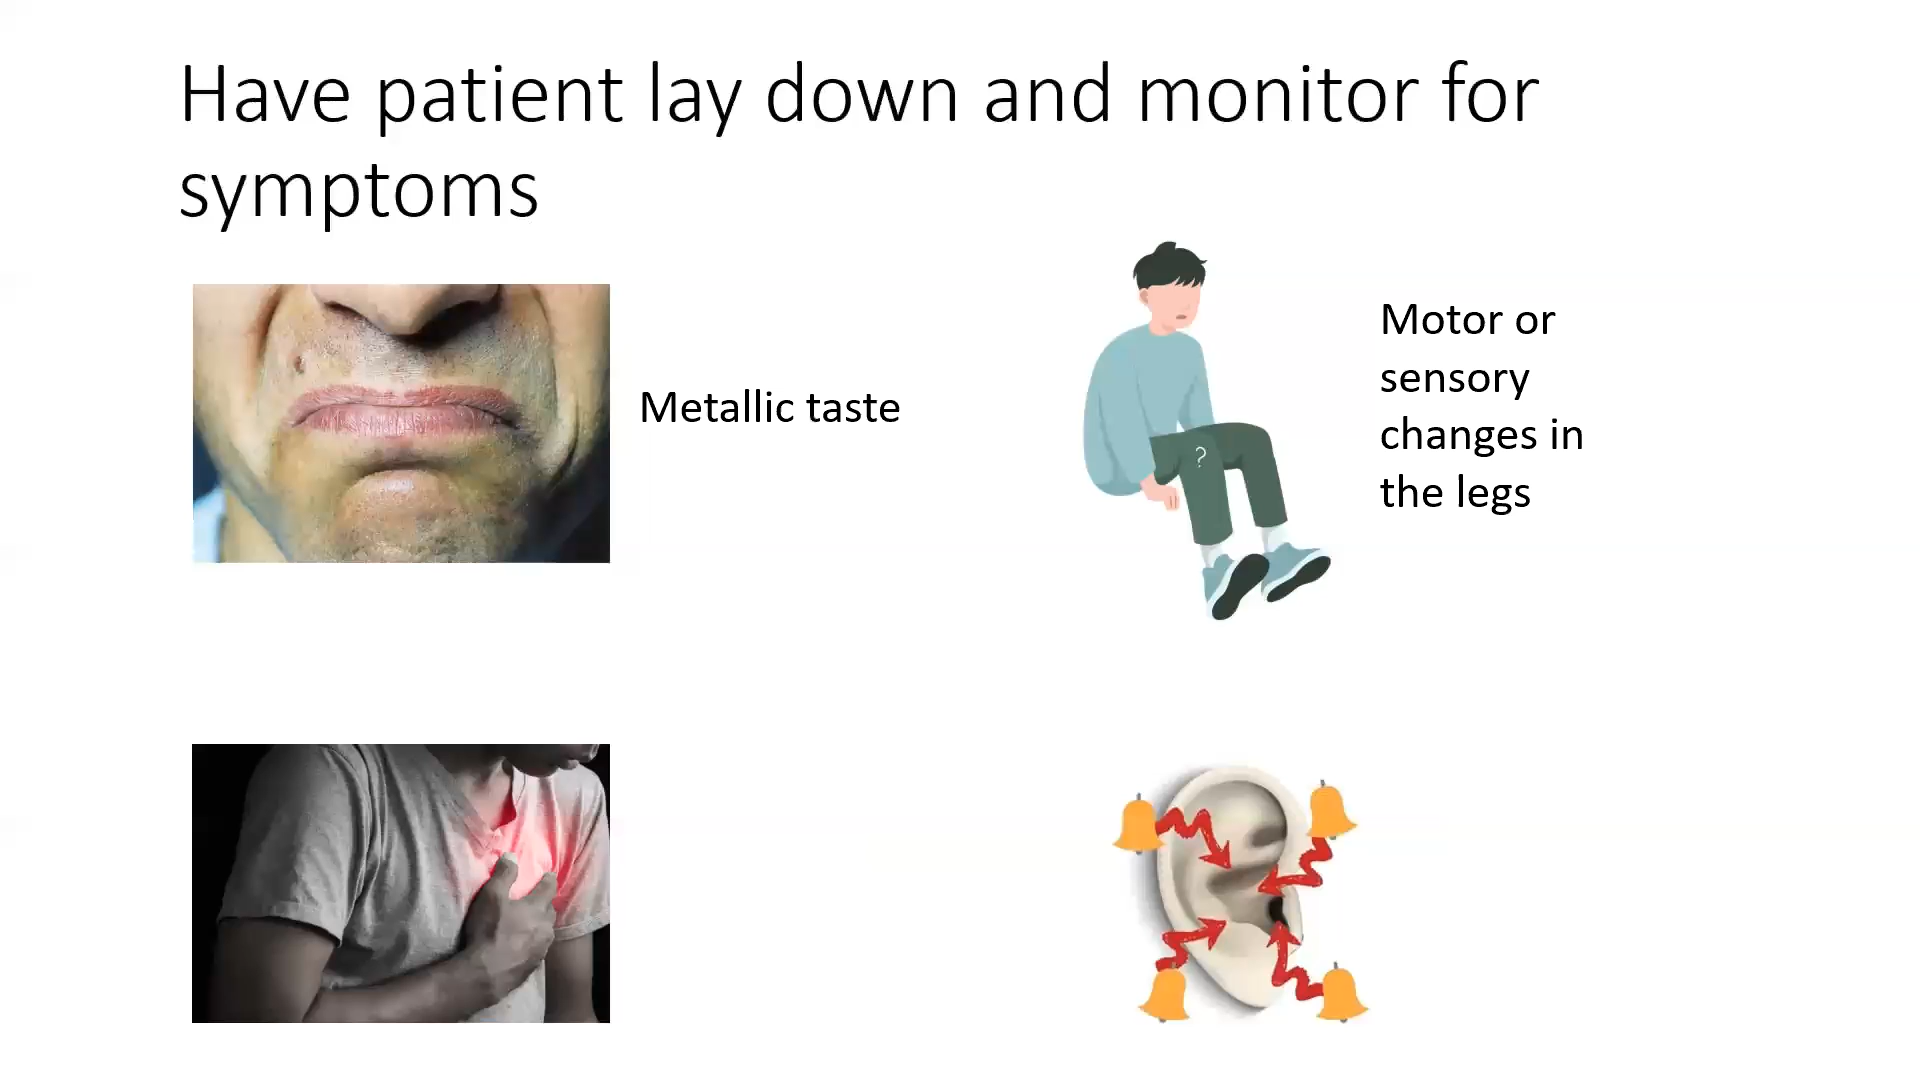 Have patient lay down and monitor for
symptoms
Metallic taste
Motor or
sensory
changes in
the legs
?